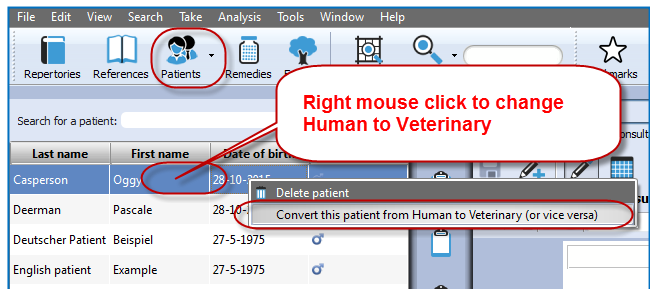 File Edit View Search Take Analysis Tools Window Help
Repertories References Patients Remedies
Right mouse click to change
Human to Veterinary
Search for a patient:
Last name First name Date of birth
Casperson Oggy 28-10-2015
Delete patient
Deerman Pascale 28-10-
Convert this patient from Human to Veterinary (or vice versa)
Deutscher Patient Beispiel 27-5-1975
English patient Example 27-5-1975